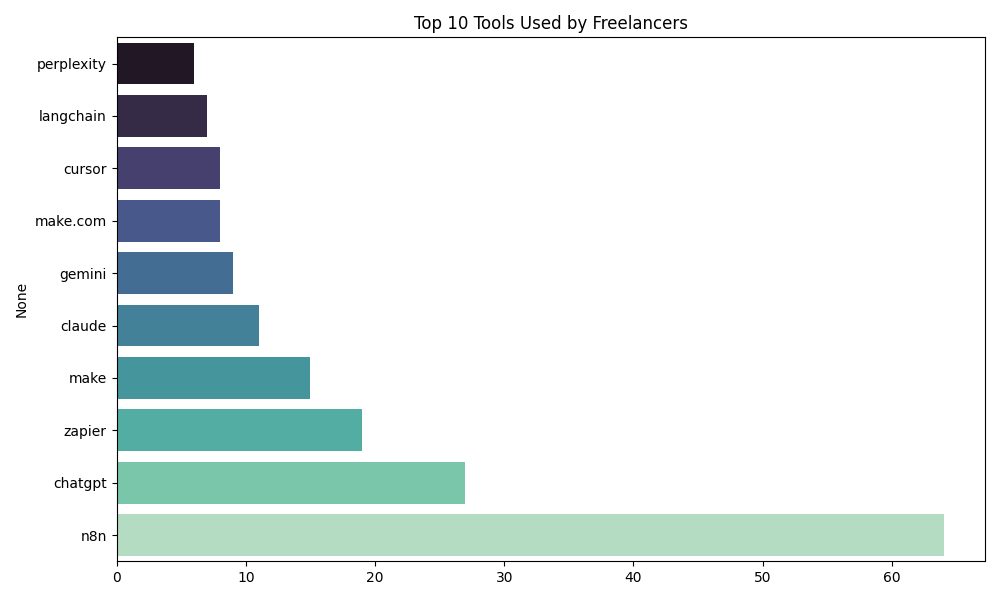 Top 10 Tools Used by Freelancers
None
perplexity
langchain
cursor
make.com
gemini
claude
make
zapier
chatgpt
n8n
0 10 20 30 40 50 60